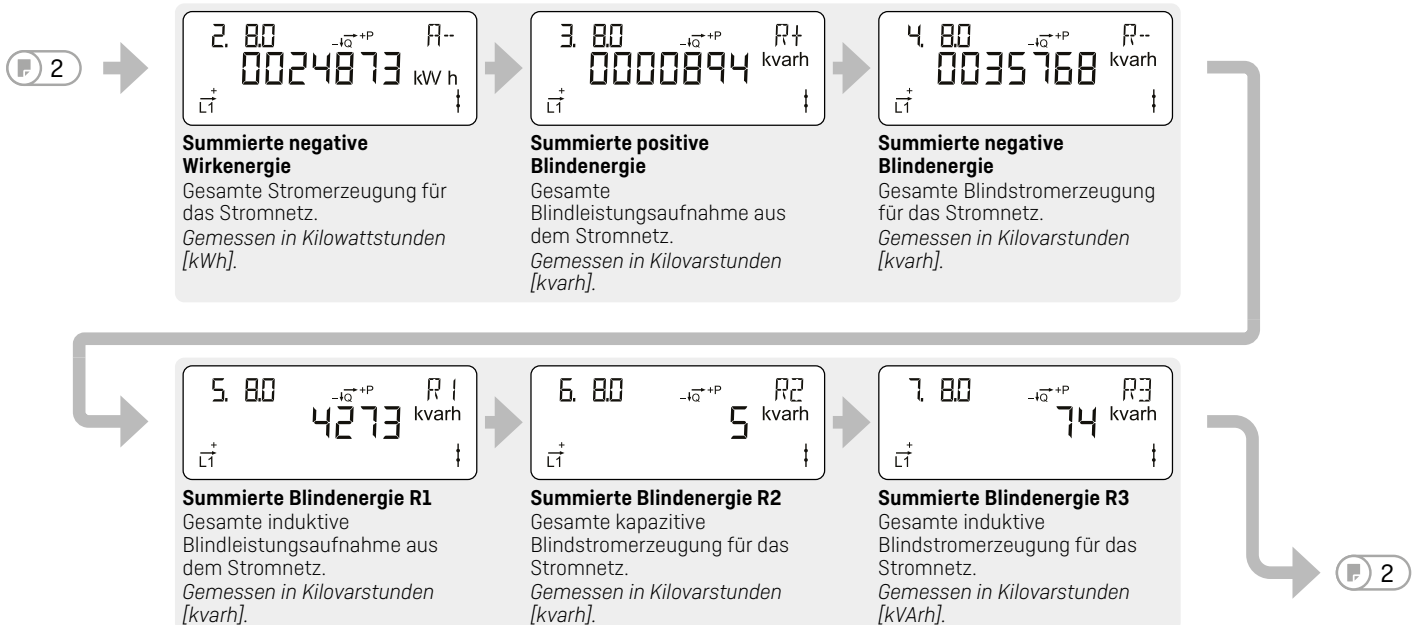 2
2. 8.0 -Q +P A--
0024873 kW h
+
L1
Summierte negative
Wirkenergie
Gesamte Stromerzeugung für
das Stromnetz.
Gemessen in Kilowattstunden
[kWh].
3. 8.0 -Q +P R+
0000894 kvarh
+
L1
Summierte positive
Blindenergie
Gesamte
Blindleistungsaufnahme aus
dem Stromnetz.
Gemessen in Kilovarstunden
[kvarh].
4. 8.0 -Q +P R--
0035768 kvarh
+
L1
Summierte negative
Blindenergie
Gesamte Blindstromerzeugung
für das Stromnetz.
Gemessen in Kilovarstunden
[kvarh].
5. 8.0 -Q +P R1
4273 kvarh
+
L1
Summierte Blindenergie R1
Gesamte induktive
Blindleistungsaufnahme aus
dem Stromnetz.
Gemessen in Kilovarstunden
[kvarh].
6. 8.0 -Q +P R2
5 kvarh
+
L1
Summierte Blindenergie R2
Gesamte kapazitive
Blindstromerzeugung für das
Stromnetz.
Gemessen in Kilovarstunden
[kvarh].
7. 8.0 -Q +P R3
74 kvarh
+
L1
Summierte Blindenergie R3
Gesamte induktive
Blindstromerzeugung für das
Stromnetz.
Gemessen in Kilovarstunden
[kVArh].
2